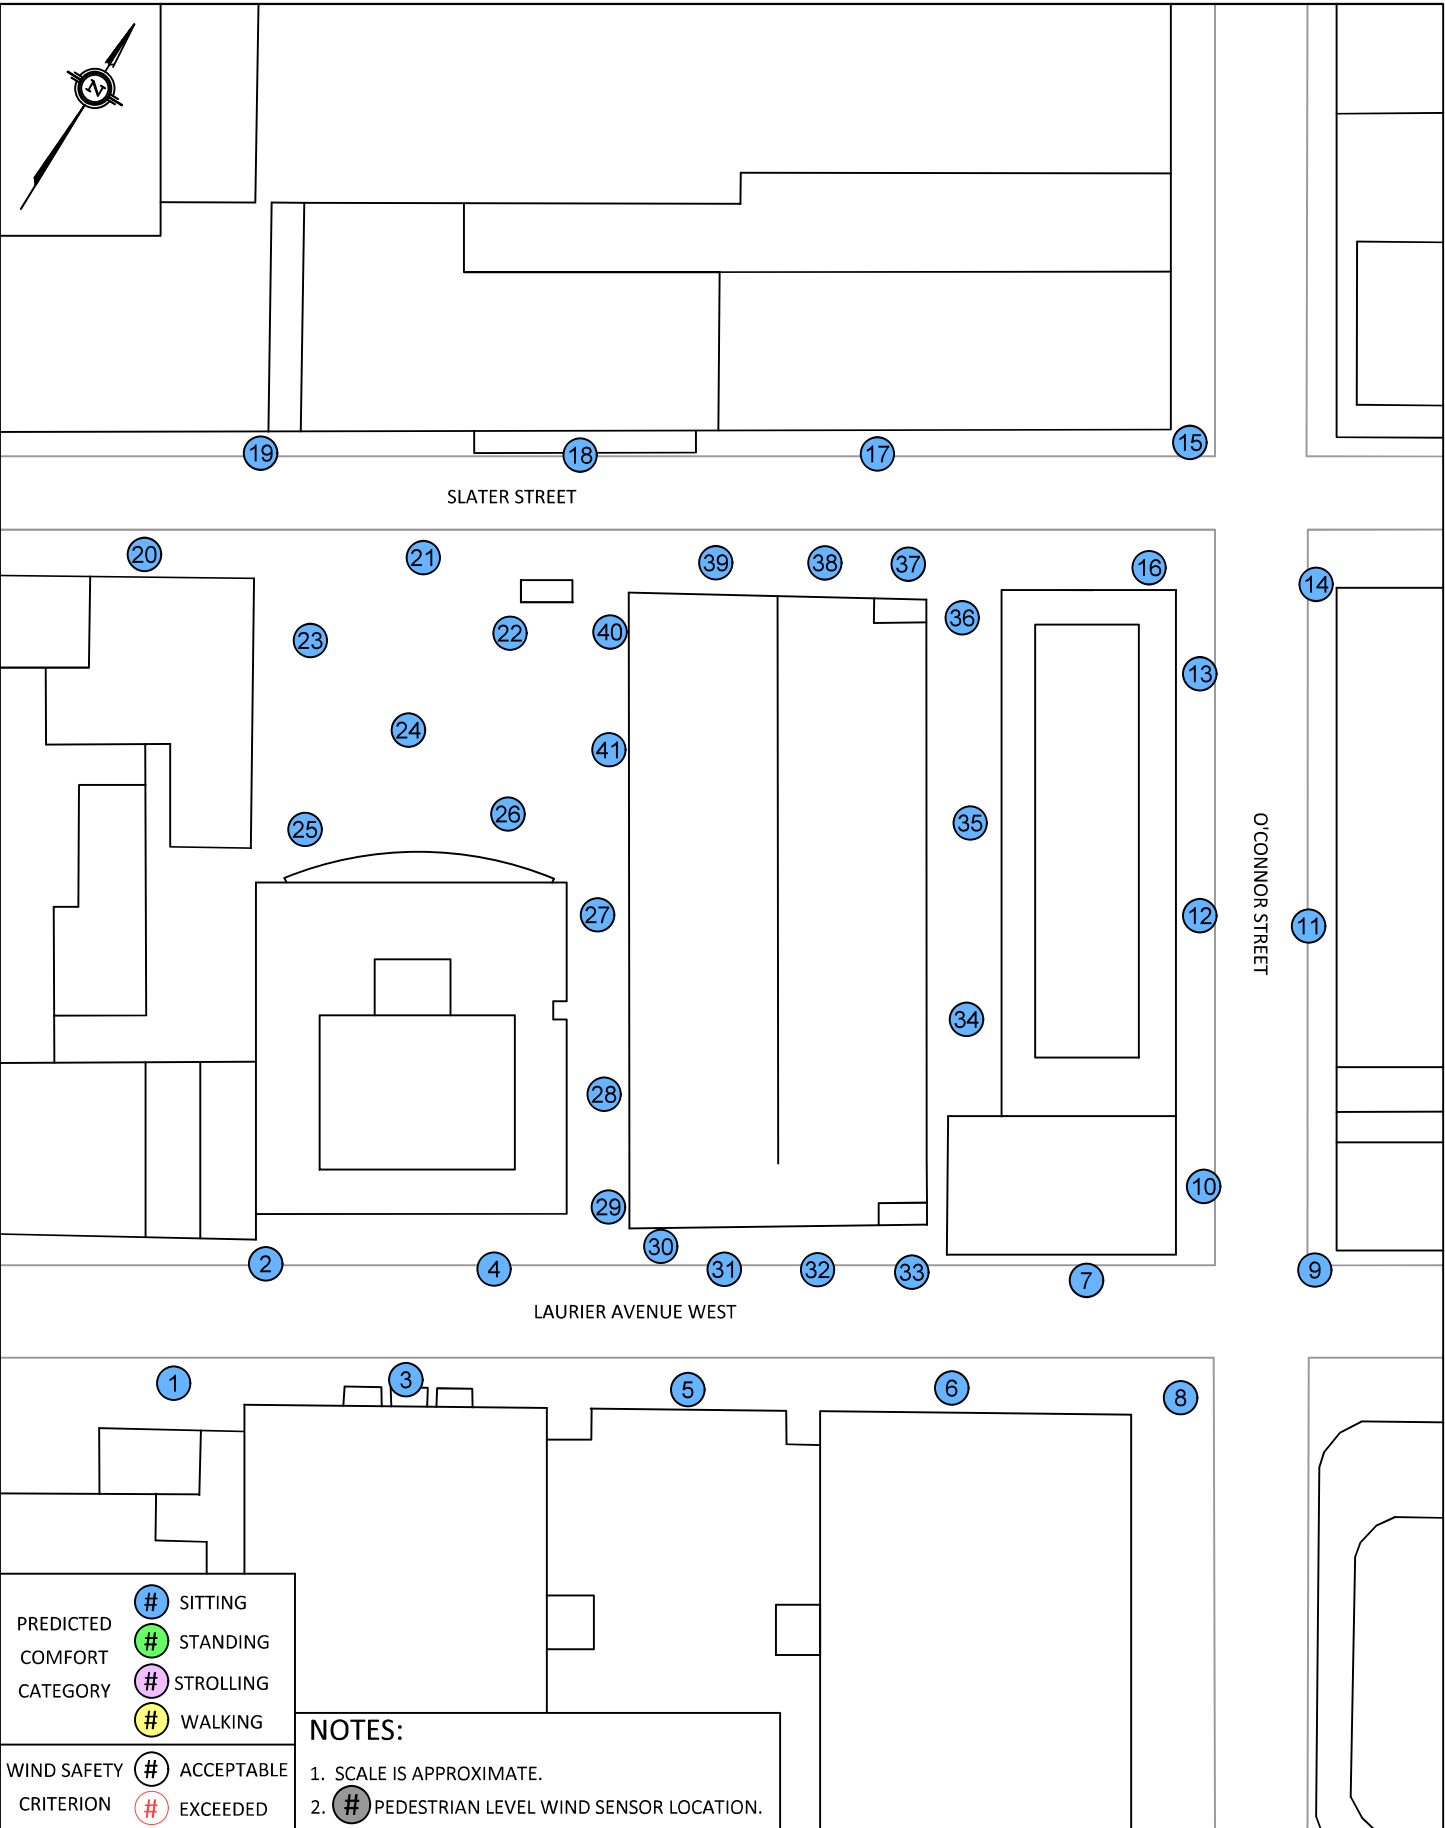 N
19
18
17
15
SLATER STREET
20
21
39
38
37
16
14
23
22
40
36
13
24
41
25
26
35
O'CONNOR STREET
27
12
11
34
28
29
10
2
4
30
31
32
33
7
9
LAURIER AVENUE WEST
1
3
5
6
8
PREDICTED
COMFORT
CATEGORY
# SITTING
# STANDING
# STROLLING
# WALKING
WIND SAFETY
CRITERION
# ACCEPTABLE
# EXCEEDED
NOTES:
1. SCALE IS APPROXIMATE.
2. # PEDESTRIAN LEVEL WIND SENSOR LOCATION.